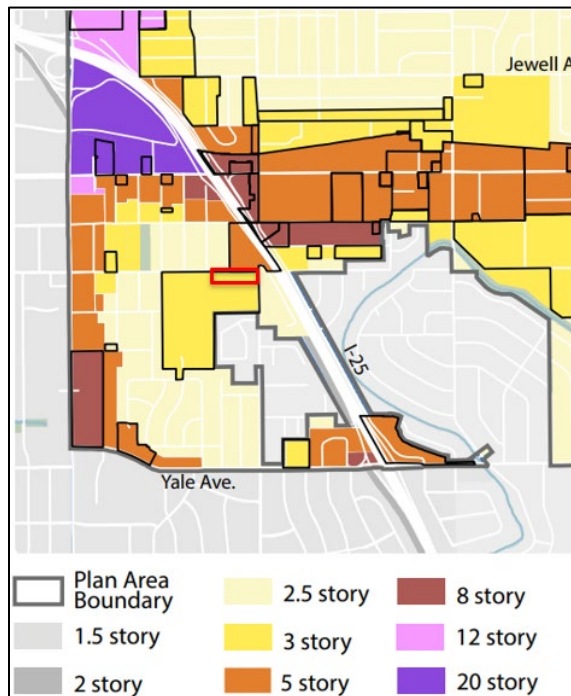 Jewell A
I-25
Yale Ave.
Plan Area
Boundary
1.5 story
2 story
2.5 story
3 story
5 story
8 story
12 story
20 story